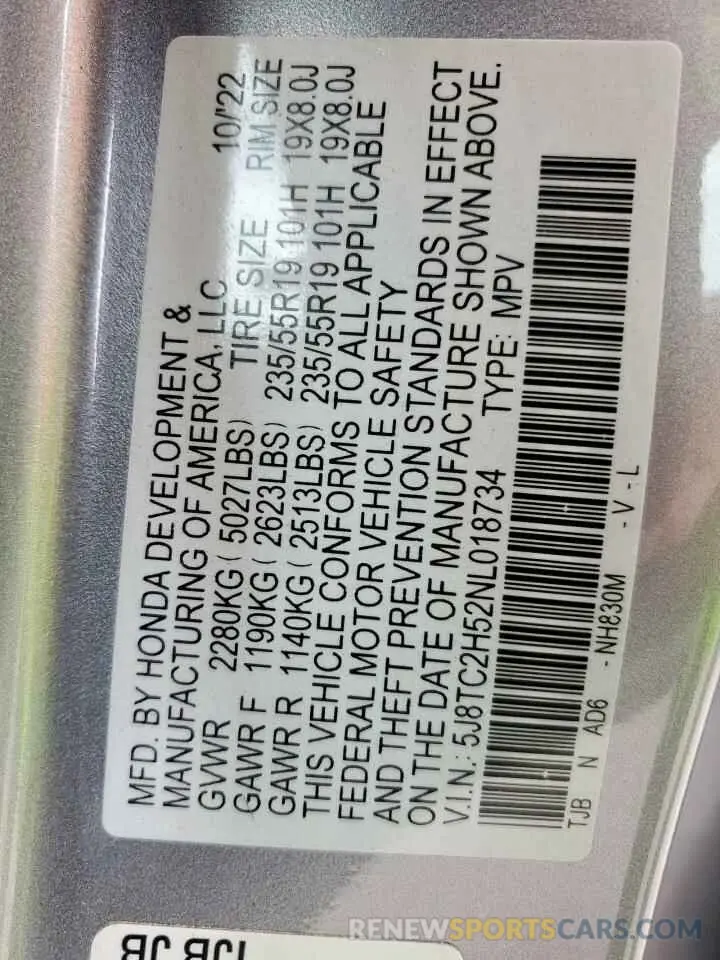 MFD. BY HONDA DEVELOPMENT &
MANUFACTURING OF AMERICA, LLC 10/'22
GVWR 2280KG( 5027LBS) TIRE SIZE RIM SIZE
GAWR F 1190KG( 2623LBS) 235/55R19 101H 19X8.0J
GAWR R 1140KG( 2513LBS) 235/55R19 101H 19X8.0J
THIS VEHICLE CONFORMS TO ALL APPLICABLE
FEDERAL MOTOR VEHICLE SAFETY
AND THEFT PREVENTION STANDARDS IN EFFECT
ON THE DATE OF MANUFACTURE SHOWN ABOVE.
V.I.N.: 5J8TC2H52NL018734 TYPE: MPV
TJB N AD6 -NH830M -V-L
TJB JB
RENEWSPORTSCARS.COM